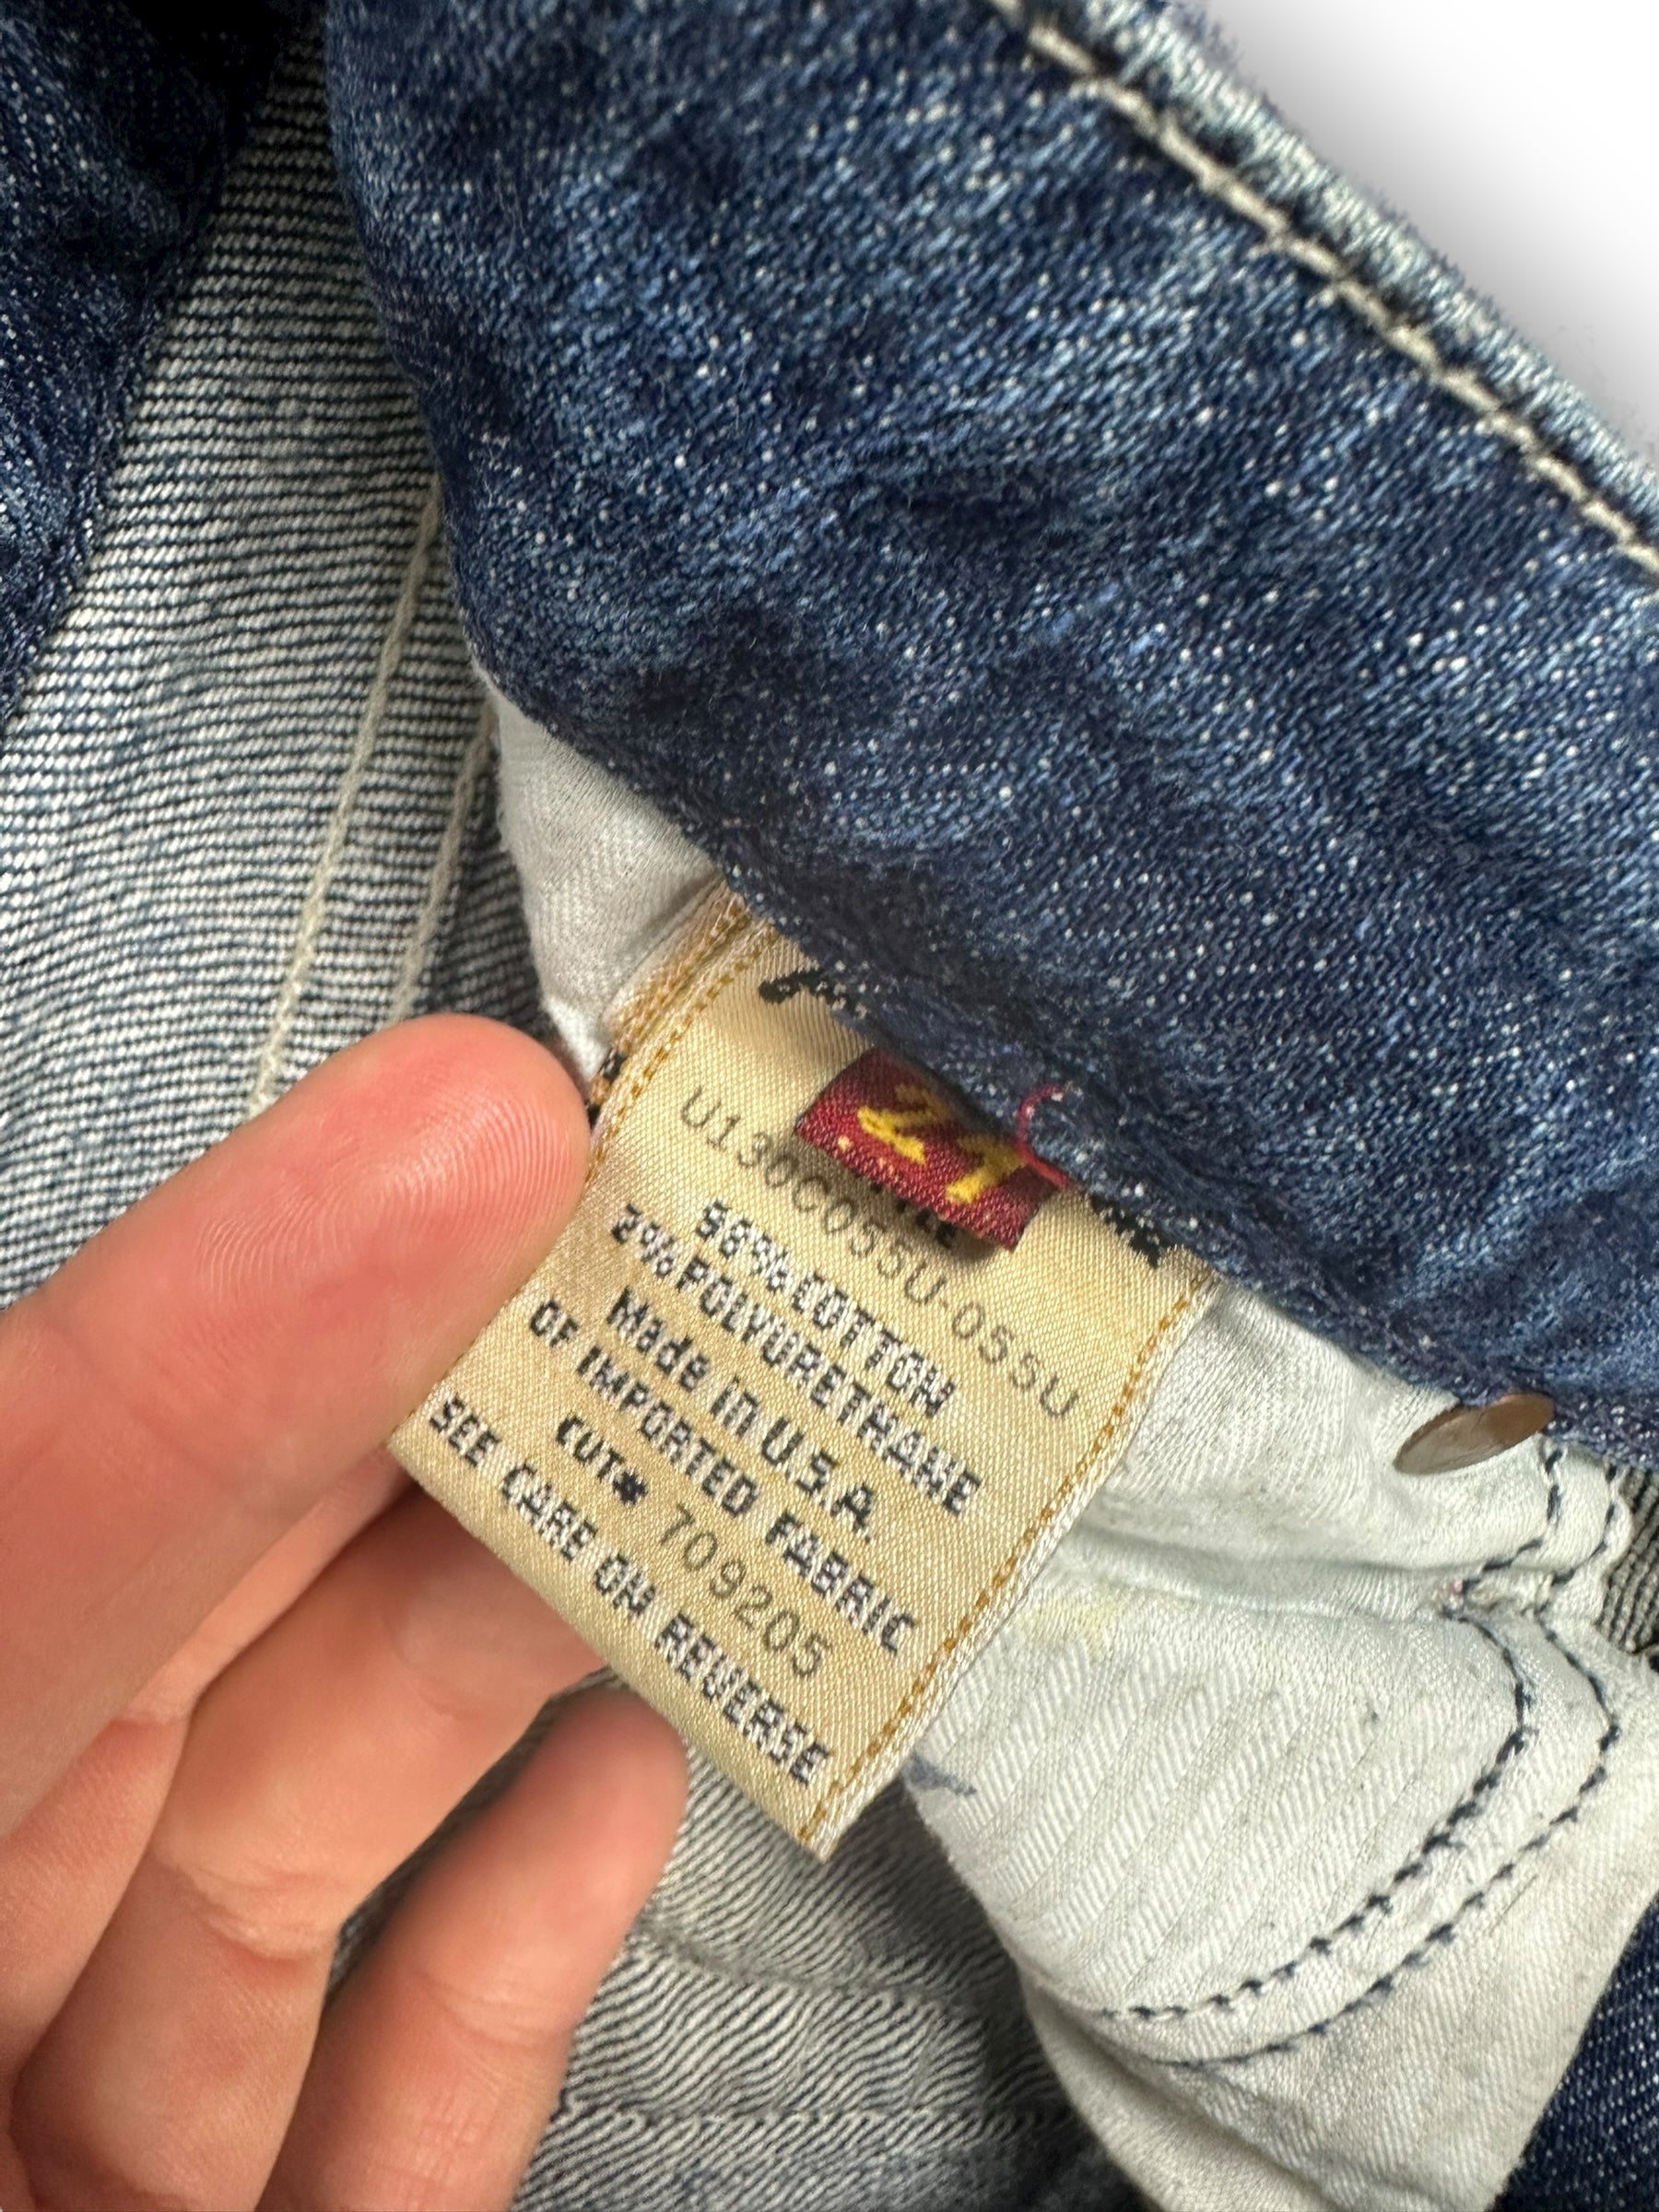 27
U130C055U-055U
98% COTTON
2% POLYURETHANE
Made in U.S.A.
OF IMPORTED FABRIC
CUT# 709205
SEE CARE ON REVERSE